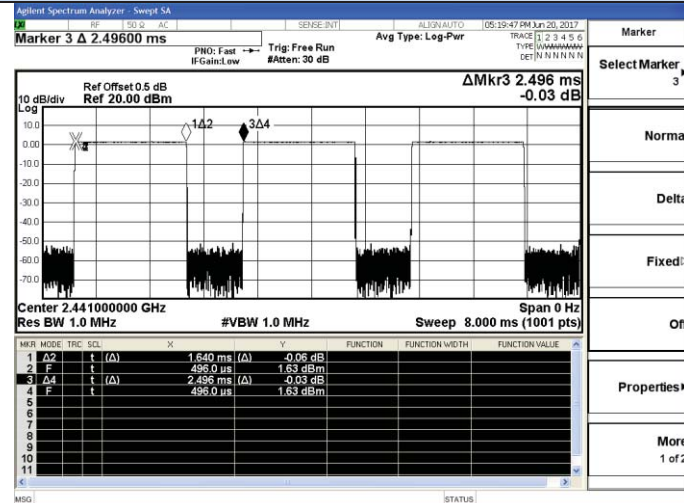 Agilent Spectrum Analyzer - Swept SA
RF 50 Ω AC SENSE:INT ALIGNAUTO 05:19:47 PM Jun 20, 2017
Marker 3 Δ 2.49600 ms
PNO: Fast Trig: Free Run
IFGain:Low #Atten: 30 dB
Avg Type: Log-Pwr
TRACE 1 2 3 4 5 6
TYPE WWWWWW
DET N N N N N N
Ref Offset 0.5 dB
10 dB/div Ref 20.00 dBm
Log
ΔMkr3 2.496 ms
-0.03 dB
1Δ2 3Δ4
10.0
0.00
-10.0
-20.0
-30.0
-40.0
-50.0
-60.0
-70.0
Center 2.441000000 GHz Span 0 Hz
Res BW 1.0 MHz #VBW 1.0 MHz Sweep 8.000 ms (1001 pts)
MKR MODE TRC SCL X Y FUNCTION FUNCTION WIDTH FUNCTION VALUE
1 Δ2 t (Δ) 1.640 ms (Δ) -0.06 dB
2 F t 496.0 µs 1.63 dBm
3 Δ4 t (Δ) 2.496 ms (Δ) -0.03 dB
4 F t 496.0 µs 1.63 dBm
5
6
7
8
9
10
11
MSG STATUS
Marker
Select Marker
3
Norma
Delta
Fixed
Off
Properties
More
1 of 2